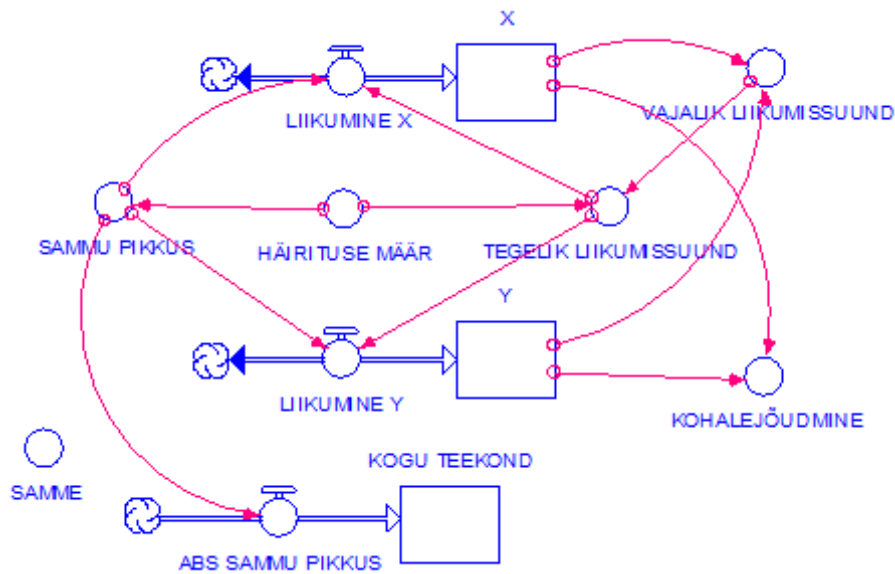 X
LIIKUMINE X
VAJALIK LIIKUMISSUUND
SAMMU PIKKUS
HÄIRITUSE MÄÄR
TEGELIK LIIKUMISSUUND
Y
LIIKUMINE Y
KOHALEJÕUDMINE
KOGU TEEKOND
SAMME
ABS SAMMU PIKKUS